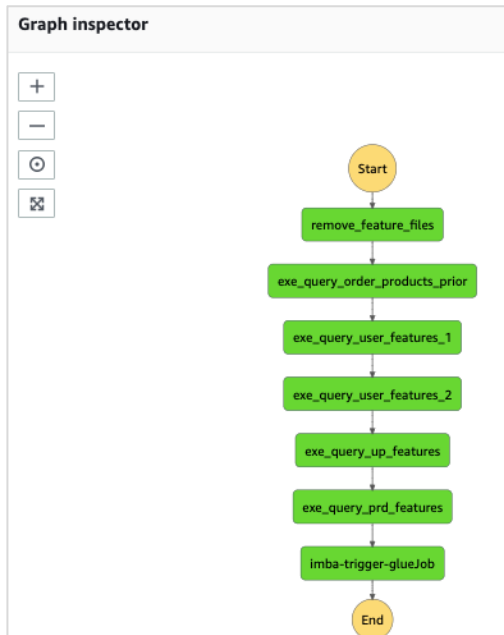 Graph inspector
Start
remove_feature_files
exe_query_order_products_prior
exe_query_user_features_1
exe_query_user_features_2
exe_query_up_features
exe_query_prd_features
imba-trigger-glueJob
End